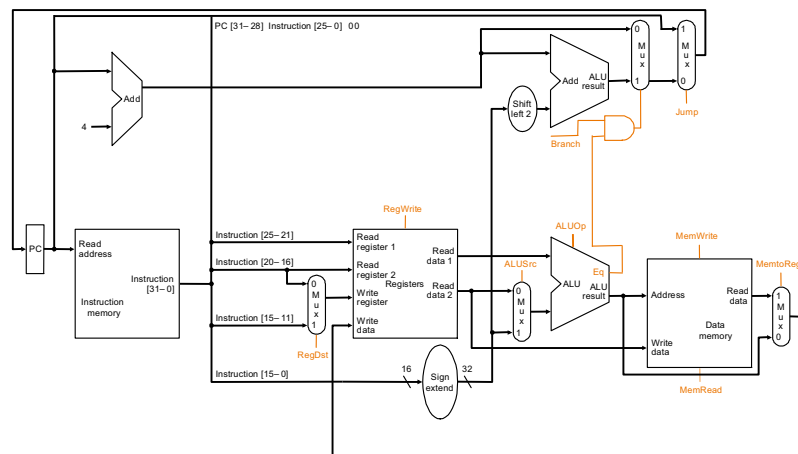 PC [31–28] Instruction [25–0] 00
0
M
u
x
1
1
M
u
x
0
Add
4
Add
ALU
result
Shift
left 2
Branch
Jump
PC
Read
address
Instruction
[31–0]
Instruction
memory
Instruction [25–21]
Instruction [20–16]
Instruction [15–11]
Instruction [15–0]
0
M
u
x
1
RegDst
RegWrite
Read
register 1
Read
register 2
Write
register
Write
data
Registers
Read
data 1
Read
data 2
16
Sign
extend
32
ALUSrc
0
M
u
x
1
ALUOp
Eq
ALU
ALU
result
MemWrite
Address
Read
data
Write
data
Data
memory
MemRead
MemtoReg
1
M
u
x
0